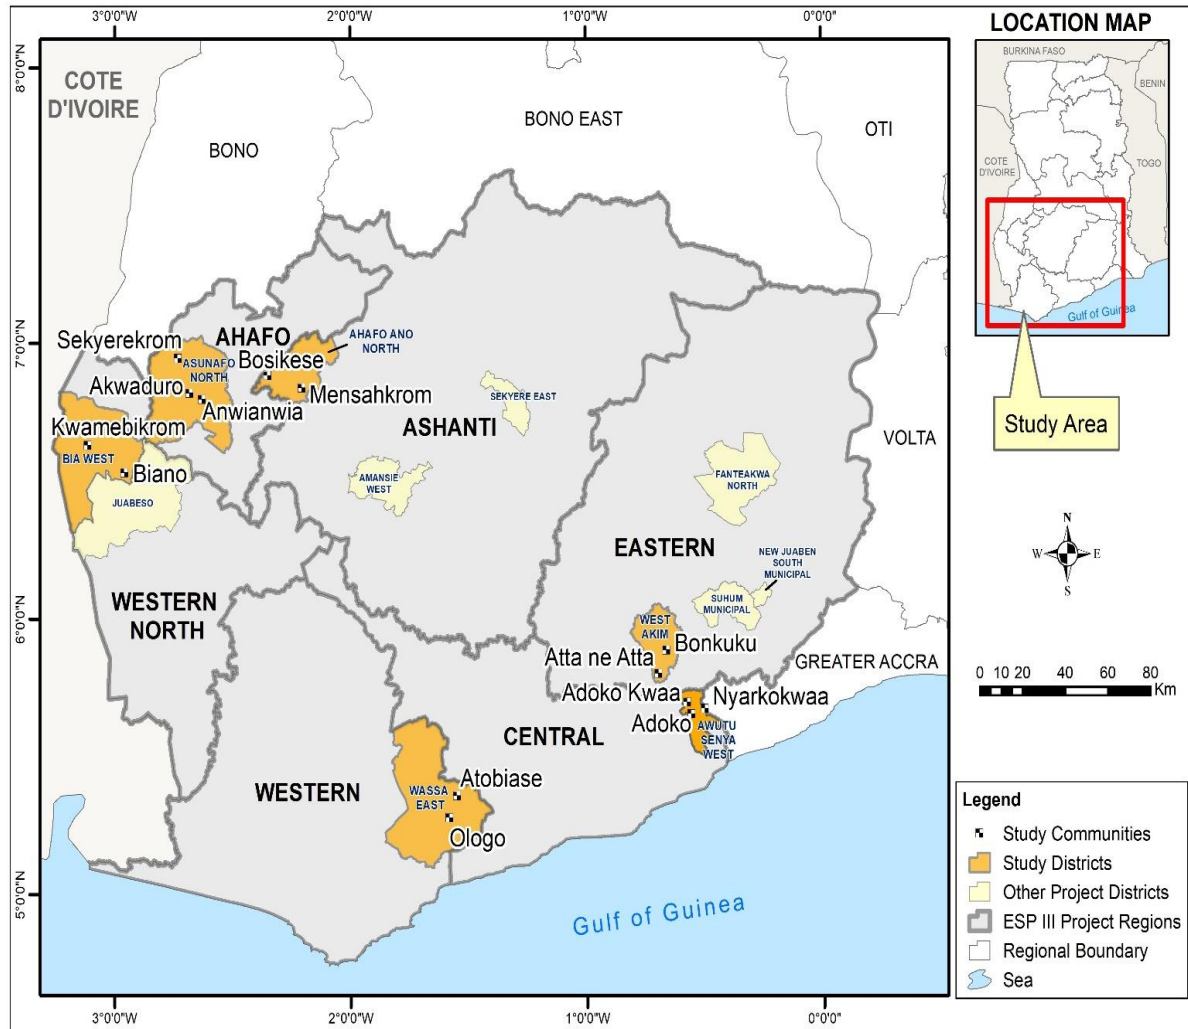 3°0'0"W
2°0'0"W
1°0'0"W
0°0'0"
8°0'0"N
7°0'0"N
6°0'0"N
5°0'0"N
COTE
D'IVOIRE
BONO
BONO EAST
OTI
AHAFO
AHAFO ANO
NORTH
Sekyerekrom
ASUNAFO
NORTH
Bosikese
Akwaduro
Anwianwia
Mensahkrom
SEKYERE EAST
Kwamebikrom
BIA WEST
Biano
JUABESO
ASHANTI
AMANSIE
WEST
FANTEAKWA
NORTH
VOLTA
EASTERN
NEW JUABEN
SOUTH
MUNICIPAL
SUHUM
MUNICIPAL
WESTERN
NORTH
WEST
AKIM
Bonkuku
Atta ne Atta
GREATER ACCRA
Adoko Kwaa
Nyarkokwaa
Adoko
AWUTU
SENYA
WEST
CENTRAL
WESTERN
WASSA
EAST
Atobiase
Ologo
Gulf of Guinea
3°0'0"W
2°0'0"W
1°0'0"W
0°0'0"
LOCATION MAP
BURKINA FASO
BENIN
COTE
D'IVOIRE
TOGO
Gulf of Guinea
Study Area
N
W
E
S
0 10 20 40 60 80
Km
Legend
Study Communities
Study Districts
Other Project Districts
ESP III Project Regions
Regional Boundary
Sea